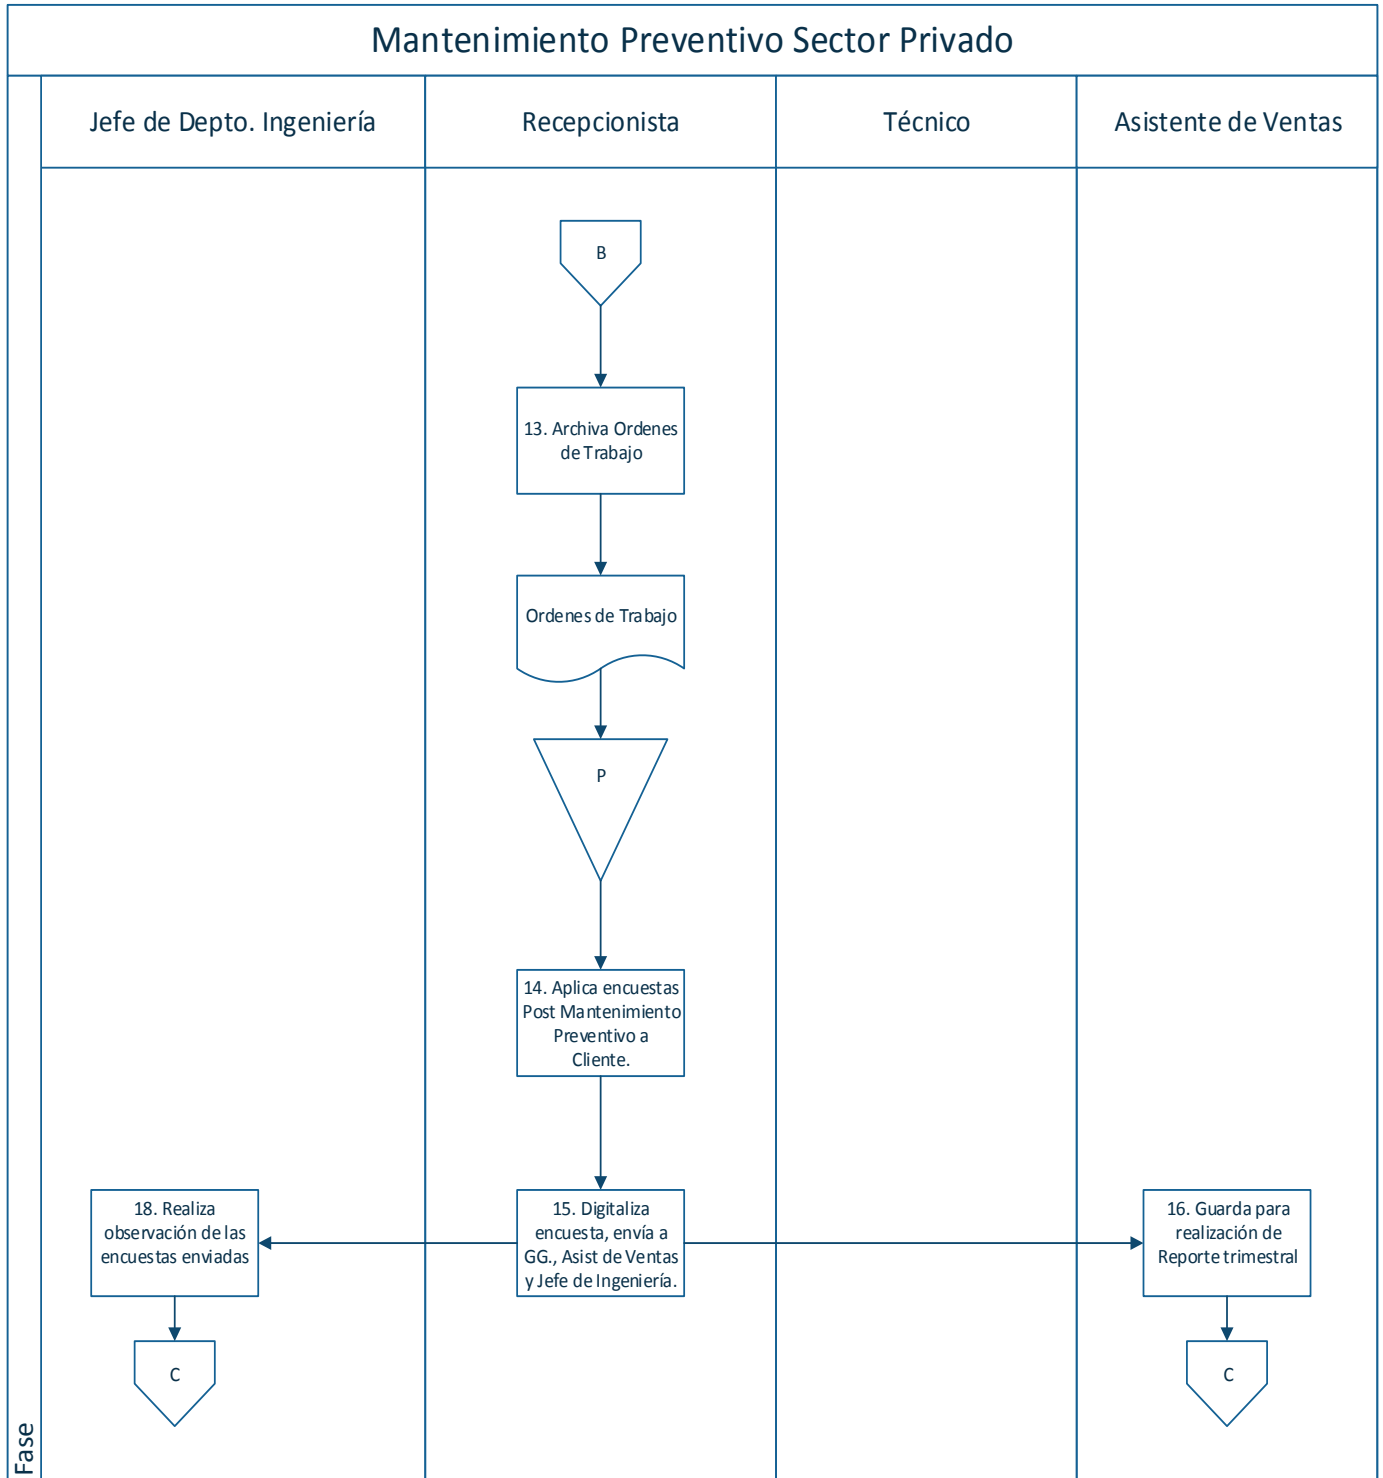 Mantenimiento Preventivo Sector Privado
Jefe de Depto. Ingeniería
Recepcionista
Técnico
Asistente de Ventas
B
13. Archiva Ordenes
de Trabajo
Ordenes de Trabajo
P
14. Aplica encuestas
Post Mantenimiento
Preventivo a
Cliente.
18. Realiza
observación de las
encuestas enviadas
15. Digitaliza
encuesta, envía a
GG., Asist de Ventas
y Jefe de Ingeniería.
16. Guarda para
realización de
Reporte trimestral
C
C
Fase